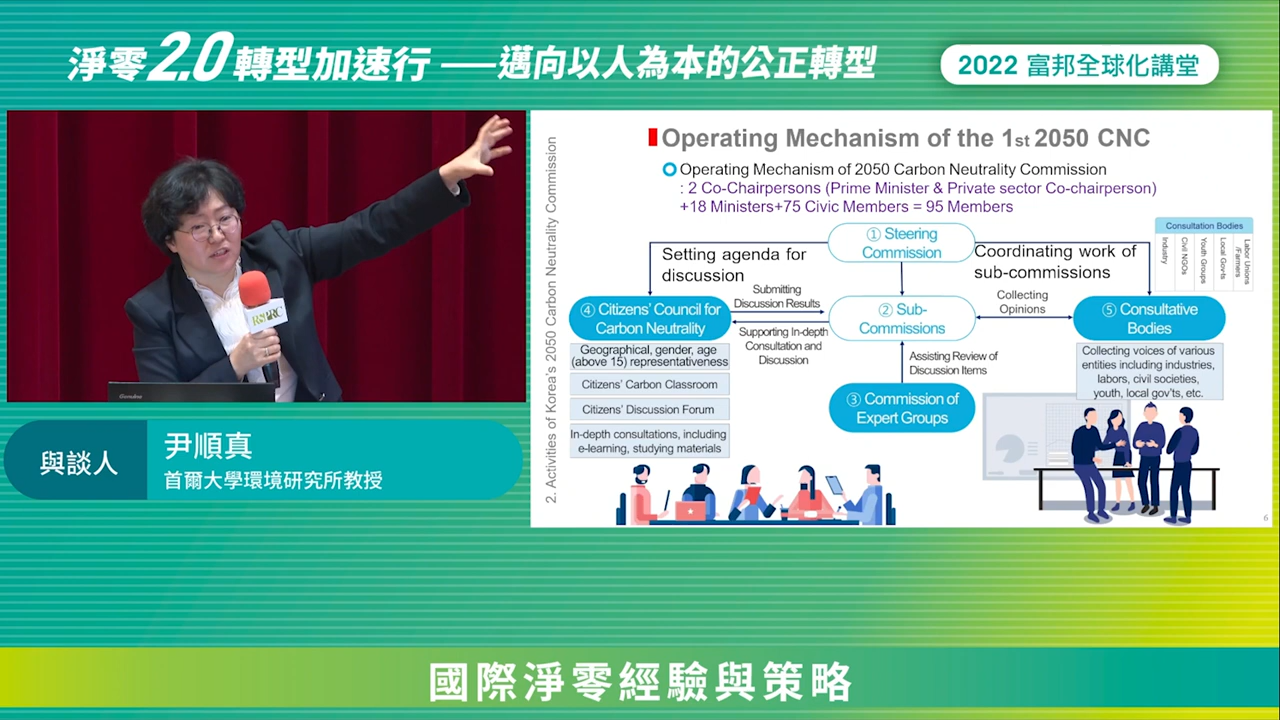 淨零2.0轉型加速行——邁向以人為本的公正轉型
2022 富邦全球化講堂
RSPRC
與談人
尹順真
首爾大學環境研究所教授
2. Activities of Korea's 2050 Carbon Neutrality Commission
Operating Mechanism of the 1st 2050 CNC
Operating Mechanism of 2050 Carbon Neutrality Commission
: 2 Co-Chairpersons (Prime Minister & Private sector Co-chairperson)
+18 Ministers+75 Civic Members = 95 Members
① Steering
Commission
Setting agenda for
discussion
Coordinating work of
sub-commissions
Consultation Bodies
Industry
Civil NGOs
Youth Groups
Local Gov-ts
Labor Unions
/Farmers
④ Citizens' Council for
Carbon Neutrality
Submitting
Discussion Results
Supporting In-depth
Consultation and
Discussion
② Sub-
Commissions
Collecting
Opinions
⑤ Consultative
Bodies
Geographical, gender, age
(above 15) representativeness
Citizens' Carbon Classroom
Citizens' Discussion Forum
In-depth consultations, including
e-learning, studying materials
Assisting Review of
Discussion Items
③ Commission of
Expert Groups
Collecting voices of various
entities including industries,
labors, civil societies,
youth, local gov'ts, etc.
6
國際淨零經驗與策略